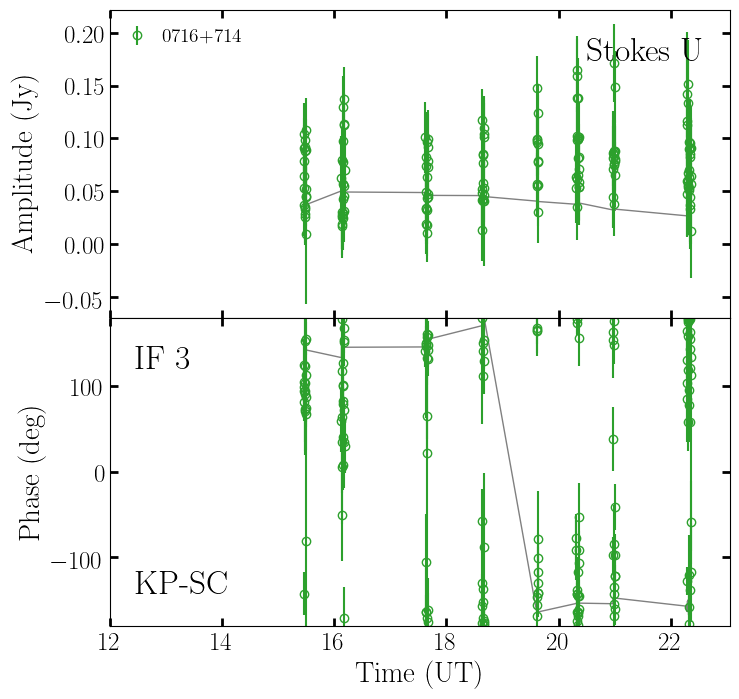 0.20
0716+714
Stokes U
0.15
0.10
0.05
0.00
−0.05
Amplitude (Jy)
IF 3
100
0
−100
Phase (deg)
KP-SC
12 14 16 18 20 22
Time (UT)